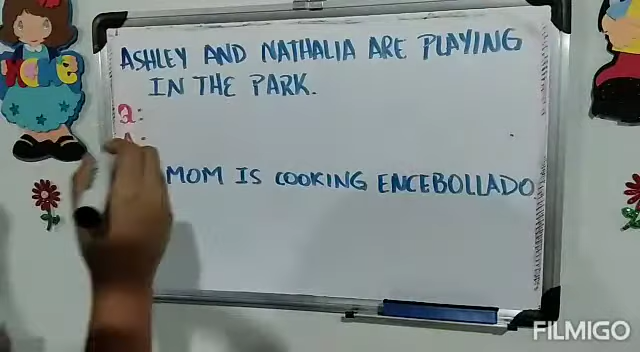 ASHLEY AND NATHALIA ARE PLAYING
IN THE PARK.
Q:
A:
MOM IS COOKING ENCEBOLLADO
FILMIGO